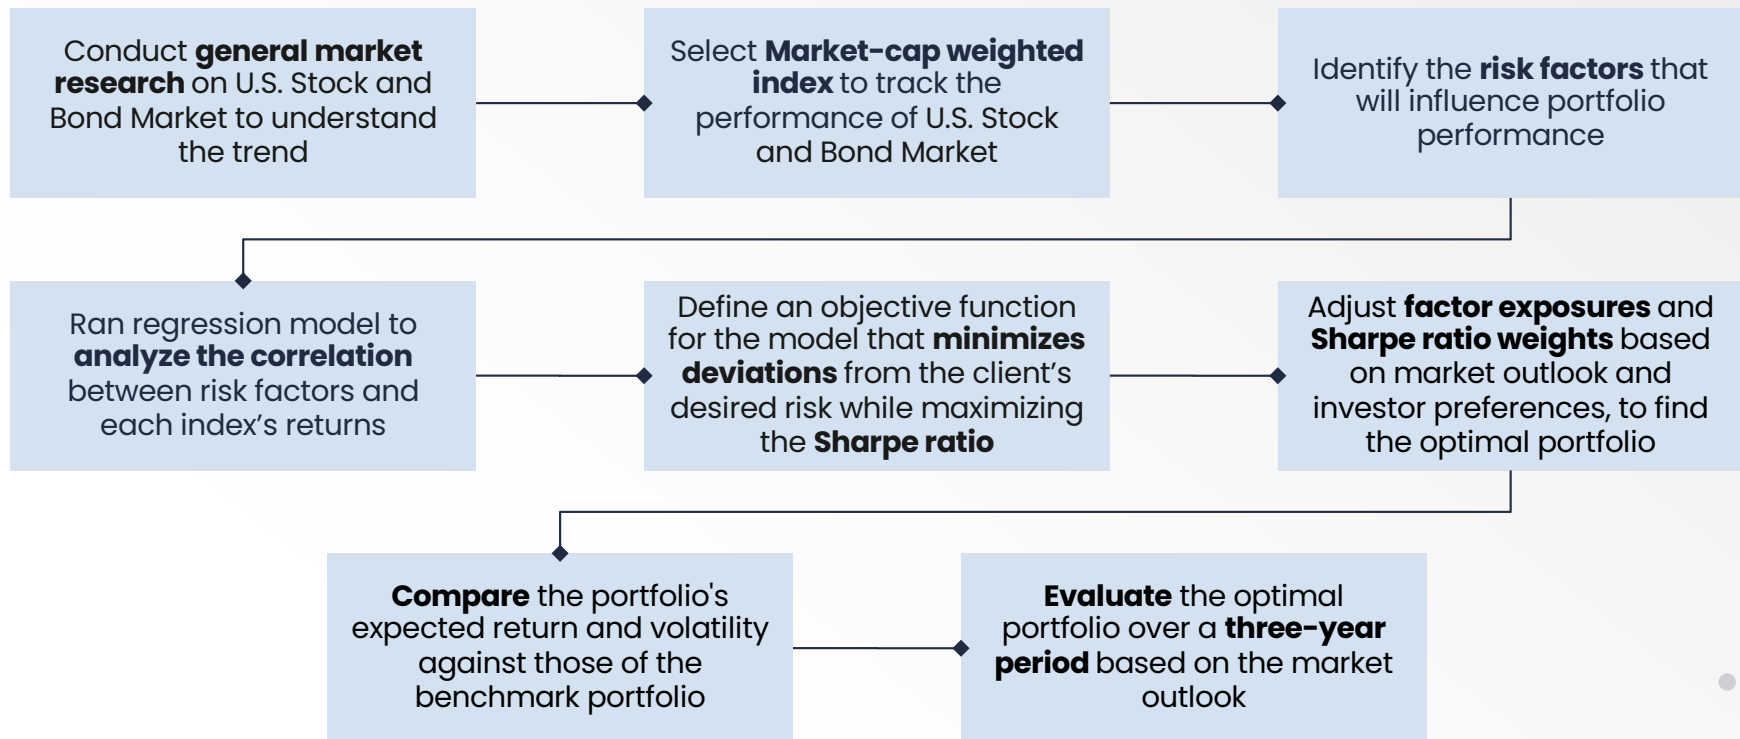 Conduct general market
research on U.S. Stock and
Bond Market to understand
the trend
Select Market-cap weighted
index to track the
performance of U.S. Stock
and Bond Market
Identify the risk factors that
will influence portfolio
performance
Ran regression model to
analyze the correlation
between risk factors and
each index’s returns
Define an objective function
for the model that minimizes
deviations from the client’s
desired risk while maximizing
the Sharpe ratio
Adjust factor exposures and
Sharpe ratio weights based
on market outlook and
investor preferences, to find
the optimal portfolio
Compare the portfolio's
expected return and volatility
against those of the
benchmark portfolio
Evaluate the optimal
portfolio over a three-year
period based on the market
outlook